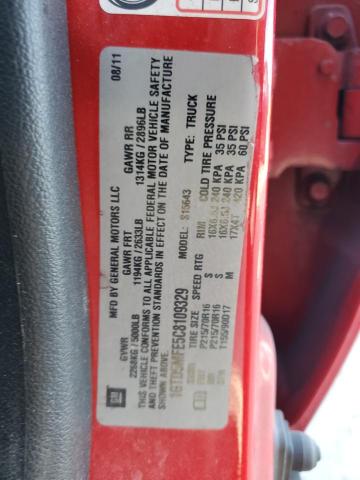 MFD BY GENERAL MOTORS LLC
08/11
GVWR GAWR FRT GAWR RR
2268KG / 5000LB 1194KG / 2633LB 1314KG / 2896LB
THIS VEHICLE CONFORMS TO ALL APPLICABLE FEDERAL MOTOR VEHICLE SAFETY
STANDARDS IN EFFECT ON THE DATE OF MANUFACTURE
SHOWN ABOVE.
1GTD5MFE5C8109329 MODEL: S15643 TYPE: TRUCK
TIRE SIZE SPEED RTG RIM COLD TIRE PRESSURE
P215/70R16 S 240 KPA 35 PSI
P215/70R16 S 240 KPA 35 PSI
T155/90D17 M 420 KPA 60 PSI
GM